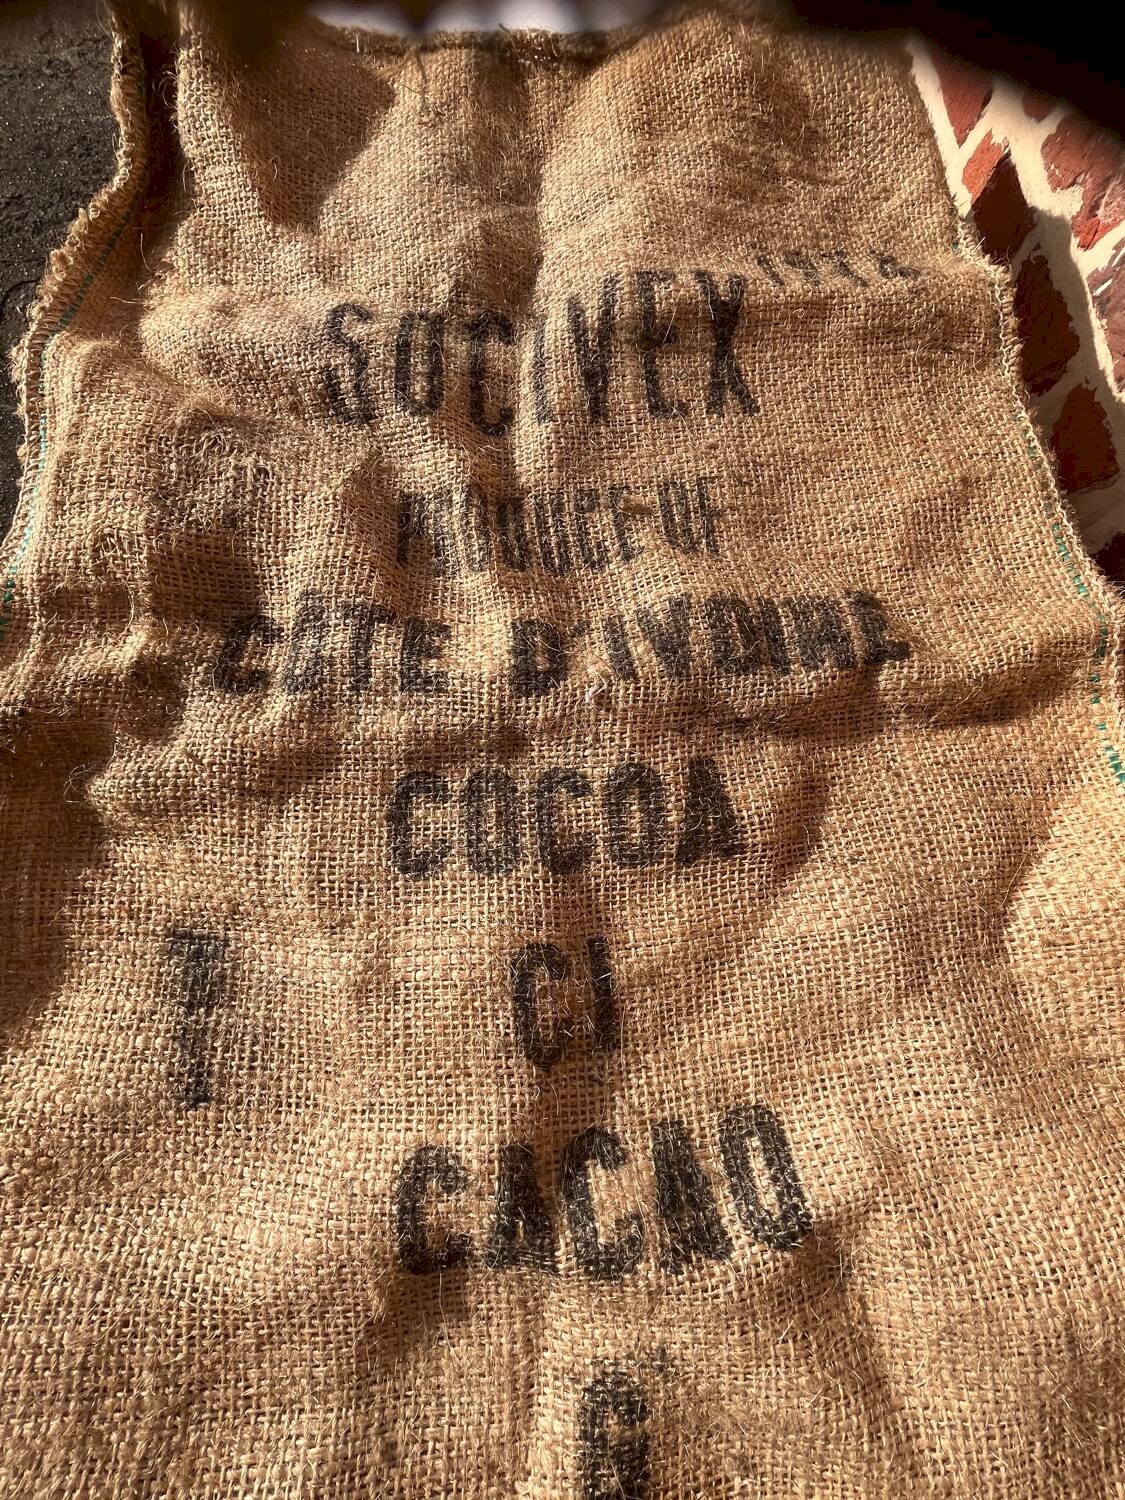 SOCIVEX
PRODUCE OF
CÔTE D'IVOIRE
COCOA
T CI
CACAO